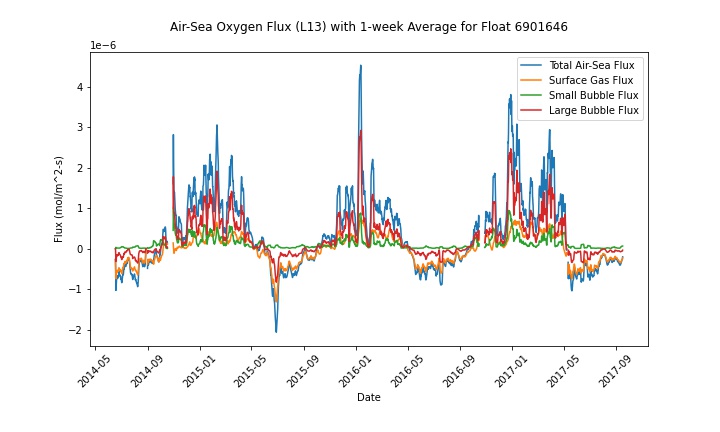 Air-Sea Oxygen Flux (L13) with 1-week Average for Float 6901646
1e−6
Total Air-Sea Flux
Surface Gas Flux
Small Bubble Flux
Large Bubble Flux
4
3
2
1
0
−1
−2
Flux (mol/m^2-s)
2014-05
2014-09
2015-01
2015-05
2015-09
2016-01
2016-05
2016-09
2017-01
2017-05
2017-09
Date